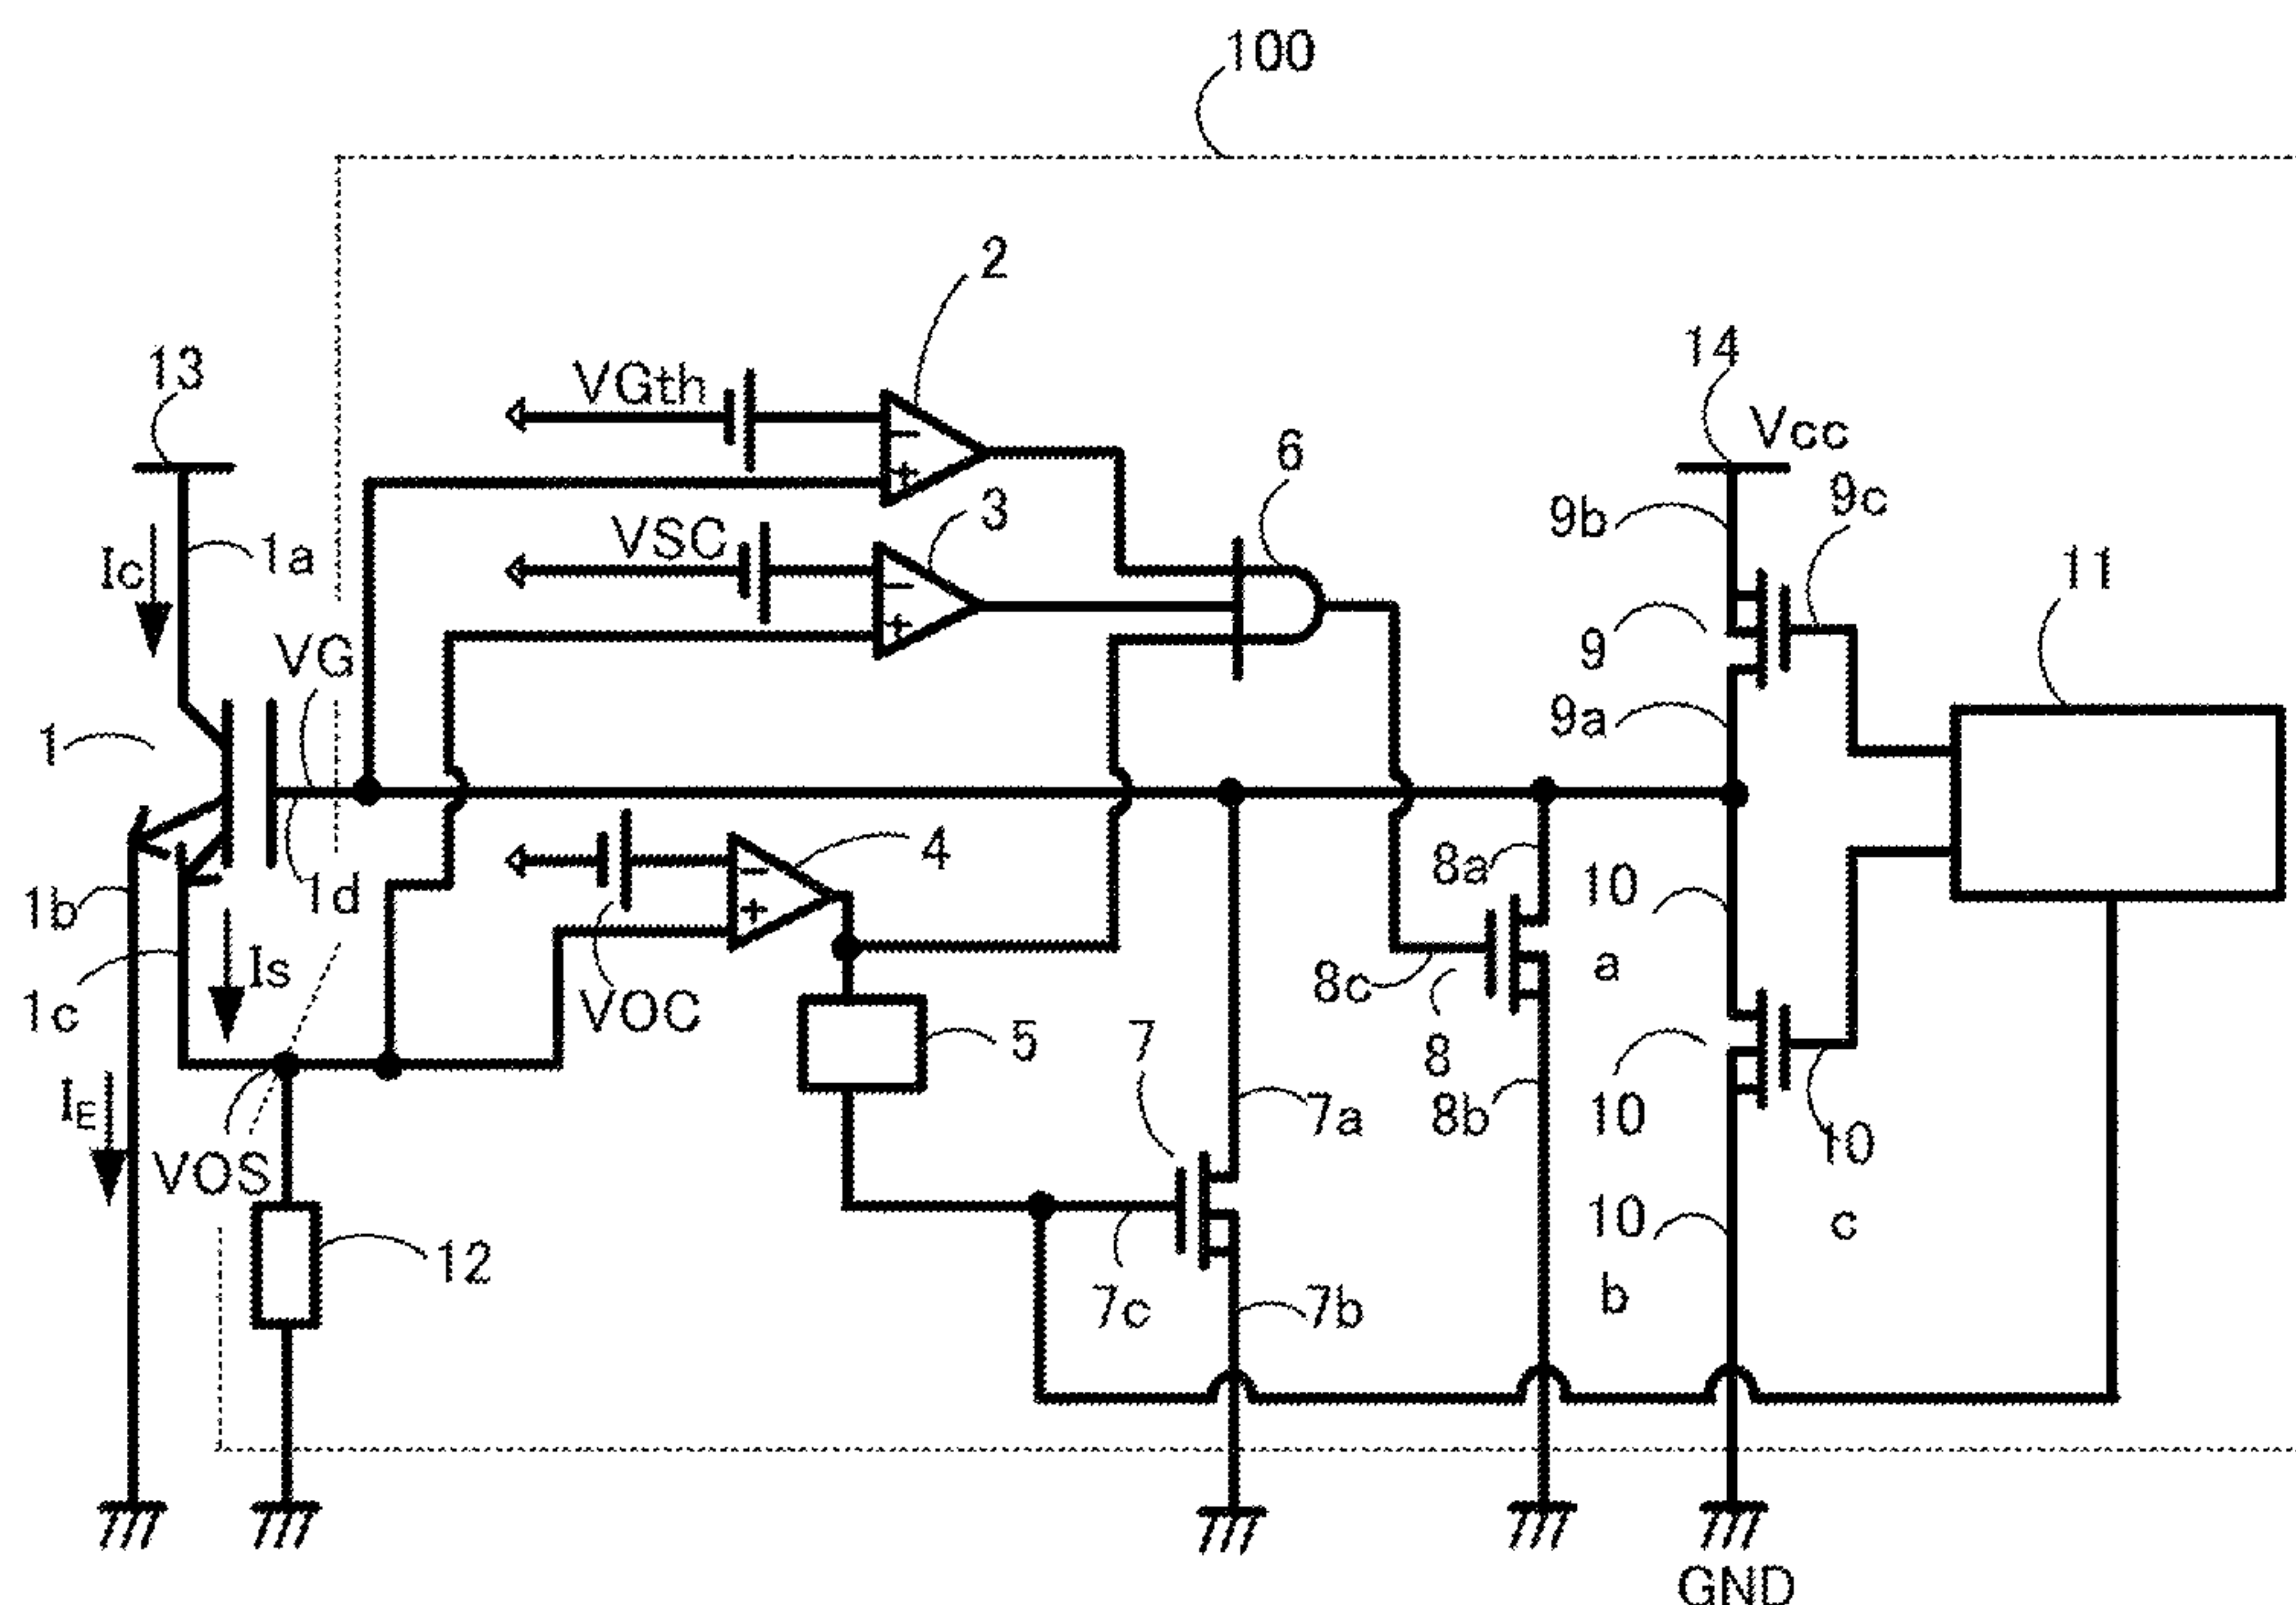 100
2
13
VGth
14
Vcc
6
3
9c
9b
VSC
Ic
1a
11
9
VG
9a
1
−
+
−
+
−
+
4
8a
10
a
1b
1d
Is
8c
1c
VOC
5
7
8
10
IE
7a
8b
10
c
VOS
12
7c
7b
10
b
GND